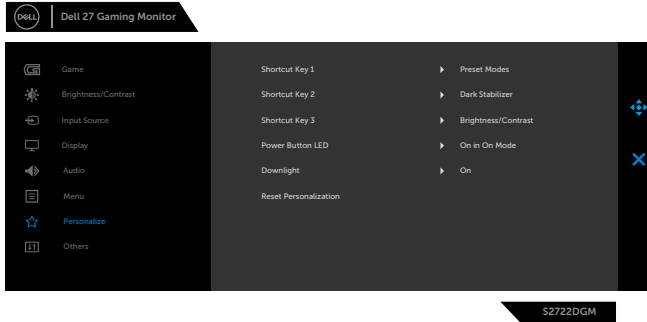 DELL Dell 27 Gaming Monitor
Game Shortcut Key 1 Preset Modes
Brightness/Contrast Shortcut Key 2 Dark Stabilizer
Input Source Shortcut Key 3 Brightness/Contrast
Display Power Button LED On in On Mode
Audio Downlight On
Menu Reset Personalization
Personalize
Others
S2722DGM